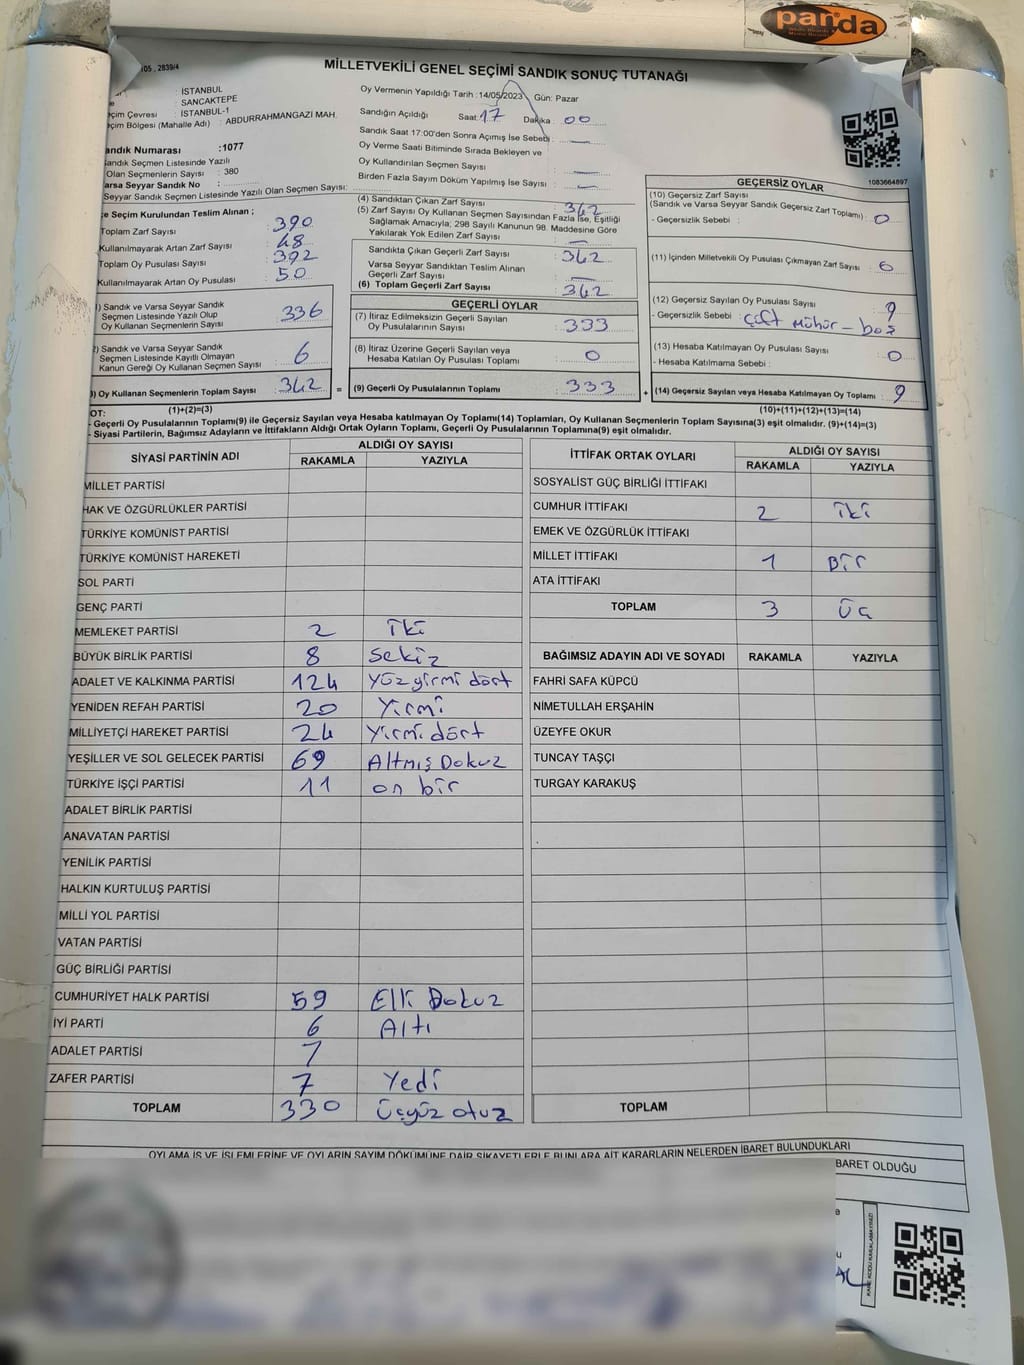 panda
105 , 2839/4
MİLLETVEKİLİ GENEL SEÇİMİ SANDIK SONUÇ TUTANAĞI
: İSTANBUL
: SANCAKTEPE
çim Çevresi : İSTANBUL-1
çim Bölgesi (Mahalle Adı) : ABDURRAHMANGAZİ MAH.
andık Numarası :1077
andık Seçmen Listesinde Yazılı
Olan Seçmenlerin Sayısı : 380
arsa Seyyar Sandık No :
Seyyar Sandık Seçmen Listesinde Yazılı Olan Seçmen Sayısı:
Oy Vermenin Yapıldığı Tarih :14/05/2023 Gün: Pazar
Sandığın Açıldığı Saat: 17 Dakika : 00
Sandık Saat 17:00'den Sonra Açımış İse Sebebi : —
Oy Verme Saati Bitiminde Sırada Bekleyen ve
Oy Kullandırılan Seçmen Sayısı : —
Birden Fazla Sayım Döküm Yapılmış İse Sayısı : —
1083664897
e Seçim Kurulundan Teslim Alınan ;
Toplam Zarf Sayısı : 390
Kullanılmayarak Artan Zarf Sayısı : 48
Toplam Oy Pusulası Sayısı : 392
Kullanılmayarak Artan Oy Pusulası : 50
) Sandık ve Varsa Seyyar Sandık
Seçmen Listesinde Yazılı Olup
Oy Kullanan Seçmenlerin Sayısı : 336
) Sandık ve Varsa Seyyar Sandık
Seçmen Listesinde Kayıtlı Olmayan
Kanun Gereği Oy Kullanan Seçmen Sayısı : 6
) Oy Kullanan Seçmenlerin Toplam Sayısı : 342 =
(1)+(2)=(3)
(4) Sandıktan Çıkan Zarf Sayısı : 342
(5) Zarf Sayısı Oy Kullanan Seçmen Sayısından Fazla İse, Eşitliği
Sağlamak Amacıyla; 298 Sayılı Kanunun 98. Maddesine Göre
Yakılarak Yok Edilen Zarf Sayısı : —
Sandıkta Çıkan Geçerli Zarf Sayısı : 342
Varsa Seyyar Sandıktan Teslim Alınan
Geçerli Zarf Sayısı : —
(6) Toplam Geçerli Zarf Sayısı : 342
GEÇERLİ OYLAR
(7) İtiraz Edilmeksizin Geçerli Sayılan
Oy Pusulalarının Sayısı : 333
(8) İtiraz Üzerine Geçerli Sayılan veya
Hesaba Katılan Oy Pusulası Toplamı : 0
(9) Geçerli Oy Pusulalarının Toplamı : 333 +
GEÇERSİZ OYLAR
(10) Geçersiz Zarf Sayısı
(Sandık ve Varsa Seyyar Sandık Geçersiz Zarf Toplamı) : 0
- Geçersizlik Sebebi :
(11) İçinden Milletvekili Oy Pusulası Çıkmayan Zarf Sayısı : 0
(12) Geçersiz Sayılan Oy Pusulası Sayısı : 9
- Geçersizlik Sebebi : Çift mühür - boş
(13) Hesaba Katılmayan Oy Pusulası Sayısı : 0
- Hesaba Katılmama Sebebi :
(14) Geçersiz Sayılan veya Hesaba Katılmayan Oy Toplamı : 9
(10)+(11)+(12)+(13)=(14)
OT:
- Geçerli Oy Pusulalarının Toplamı(9) ile Geçersiz Sayılan veya Hesaba katılmayan Oy Toplamı(14) Toplamları, Oy Kullanan Seçmenlerin Toplam Sayısına(3) eşit olmalıdır. (9)+(14)=(3)
- Siyasi Partilerin, Bağımsız Adayların ve İttifakların Aldığı Ortak Oyların Toplamı, Geçerli Oy Pusulalarının Toplamına(9) eşit olmalıdır.
SİYASİ PARTİNİN ADI ALDIĞI OY SAYISI
RAKAMLA YAZIYLA
MİLLET PARTİSİ
HAK VE ÖZGÜRLÜKLER PARTİSİ
TÜRKİYE KOMÜNİST PARTİSİ
TÜRKİYE KOMÜNİST HAREKETİ
SOL PARTİ
GENÇ PARTİ
MEMLEKET PARTİSİ 2 iki
BÜYÜK BİRLİK PARTİSİ 8 sekiz
ADALET VE KALKINMA PARTİSİ 124 yüzyirmi dört
YENİDEN REFAH PARTİSİ 20 Yirmi
MİLLİYETÇİ HAREKET PARTİSİ 24 Yirmi dört
YEŞİLLER VE SOL GELECEK PARTİSİ 69 Altmış Dokuz
TÜRKİYE İŞÇİ PARTİSİ 11 on bir
ADALET BİRLİK PARTİSİ
ANAVATAN PARTİSİ
YENİLİK PARTİSİ
HALKIN KURTULUŞ PARTİSİ
MİLLİ YOL PARTİSİ
VATAN PARTİSİ
GÜÇ BİRLİĞİ PARTİSİ
CUMHURİYET HALK PARTİSİ 59 Elli Dokuz
İYİ PARTİ 6 Altı
ADALET PARTİSİ
ZAFER PARTİSİ 7 Yedi
TOPLAM 330 üçyüz otuz
İTTİFAK ORTAK OYLARI ALDIĞI OY SAYISI
RAKAMLA YAZIYLA
SOSYALİST GÜÇ BİRLİĞİ İTTİFAKI
CUMHUR İTTİFAKI 2 iki
EMEK VE ÖZGÜRLÜK İTTİFAKI
MİLLET İTTİFAKI 1 Bir
ATA İTTİFAKI
TOPLAM 3 üç
BAĞIMSIZ ADAYIN ADI VE SOYADI RAKAMLA YAZIYLA
FAHRİ SAFA KÜPCÜ
NİMETULLAH ERŞAHİN
ÜZEYFE OKUR
TUNCAY TAŞÇI
TURGAY KARAKUŞ
TOPLAM
OYLAMA İŞ VE İŞLEMLERİNE VE OYLARIN SAYIM DÖKÜMÜNE DAİR ŞİKAYETLERLE BUNLARA AİT KARARLARIN NELERDEN İBARET BULUNDUKLARI
BARET OLDUĞU